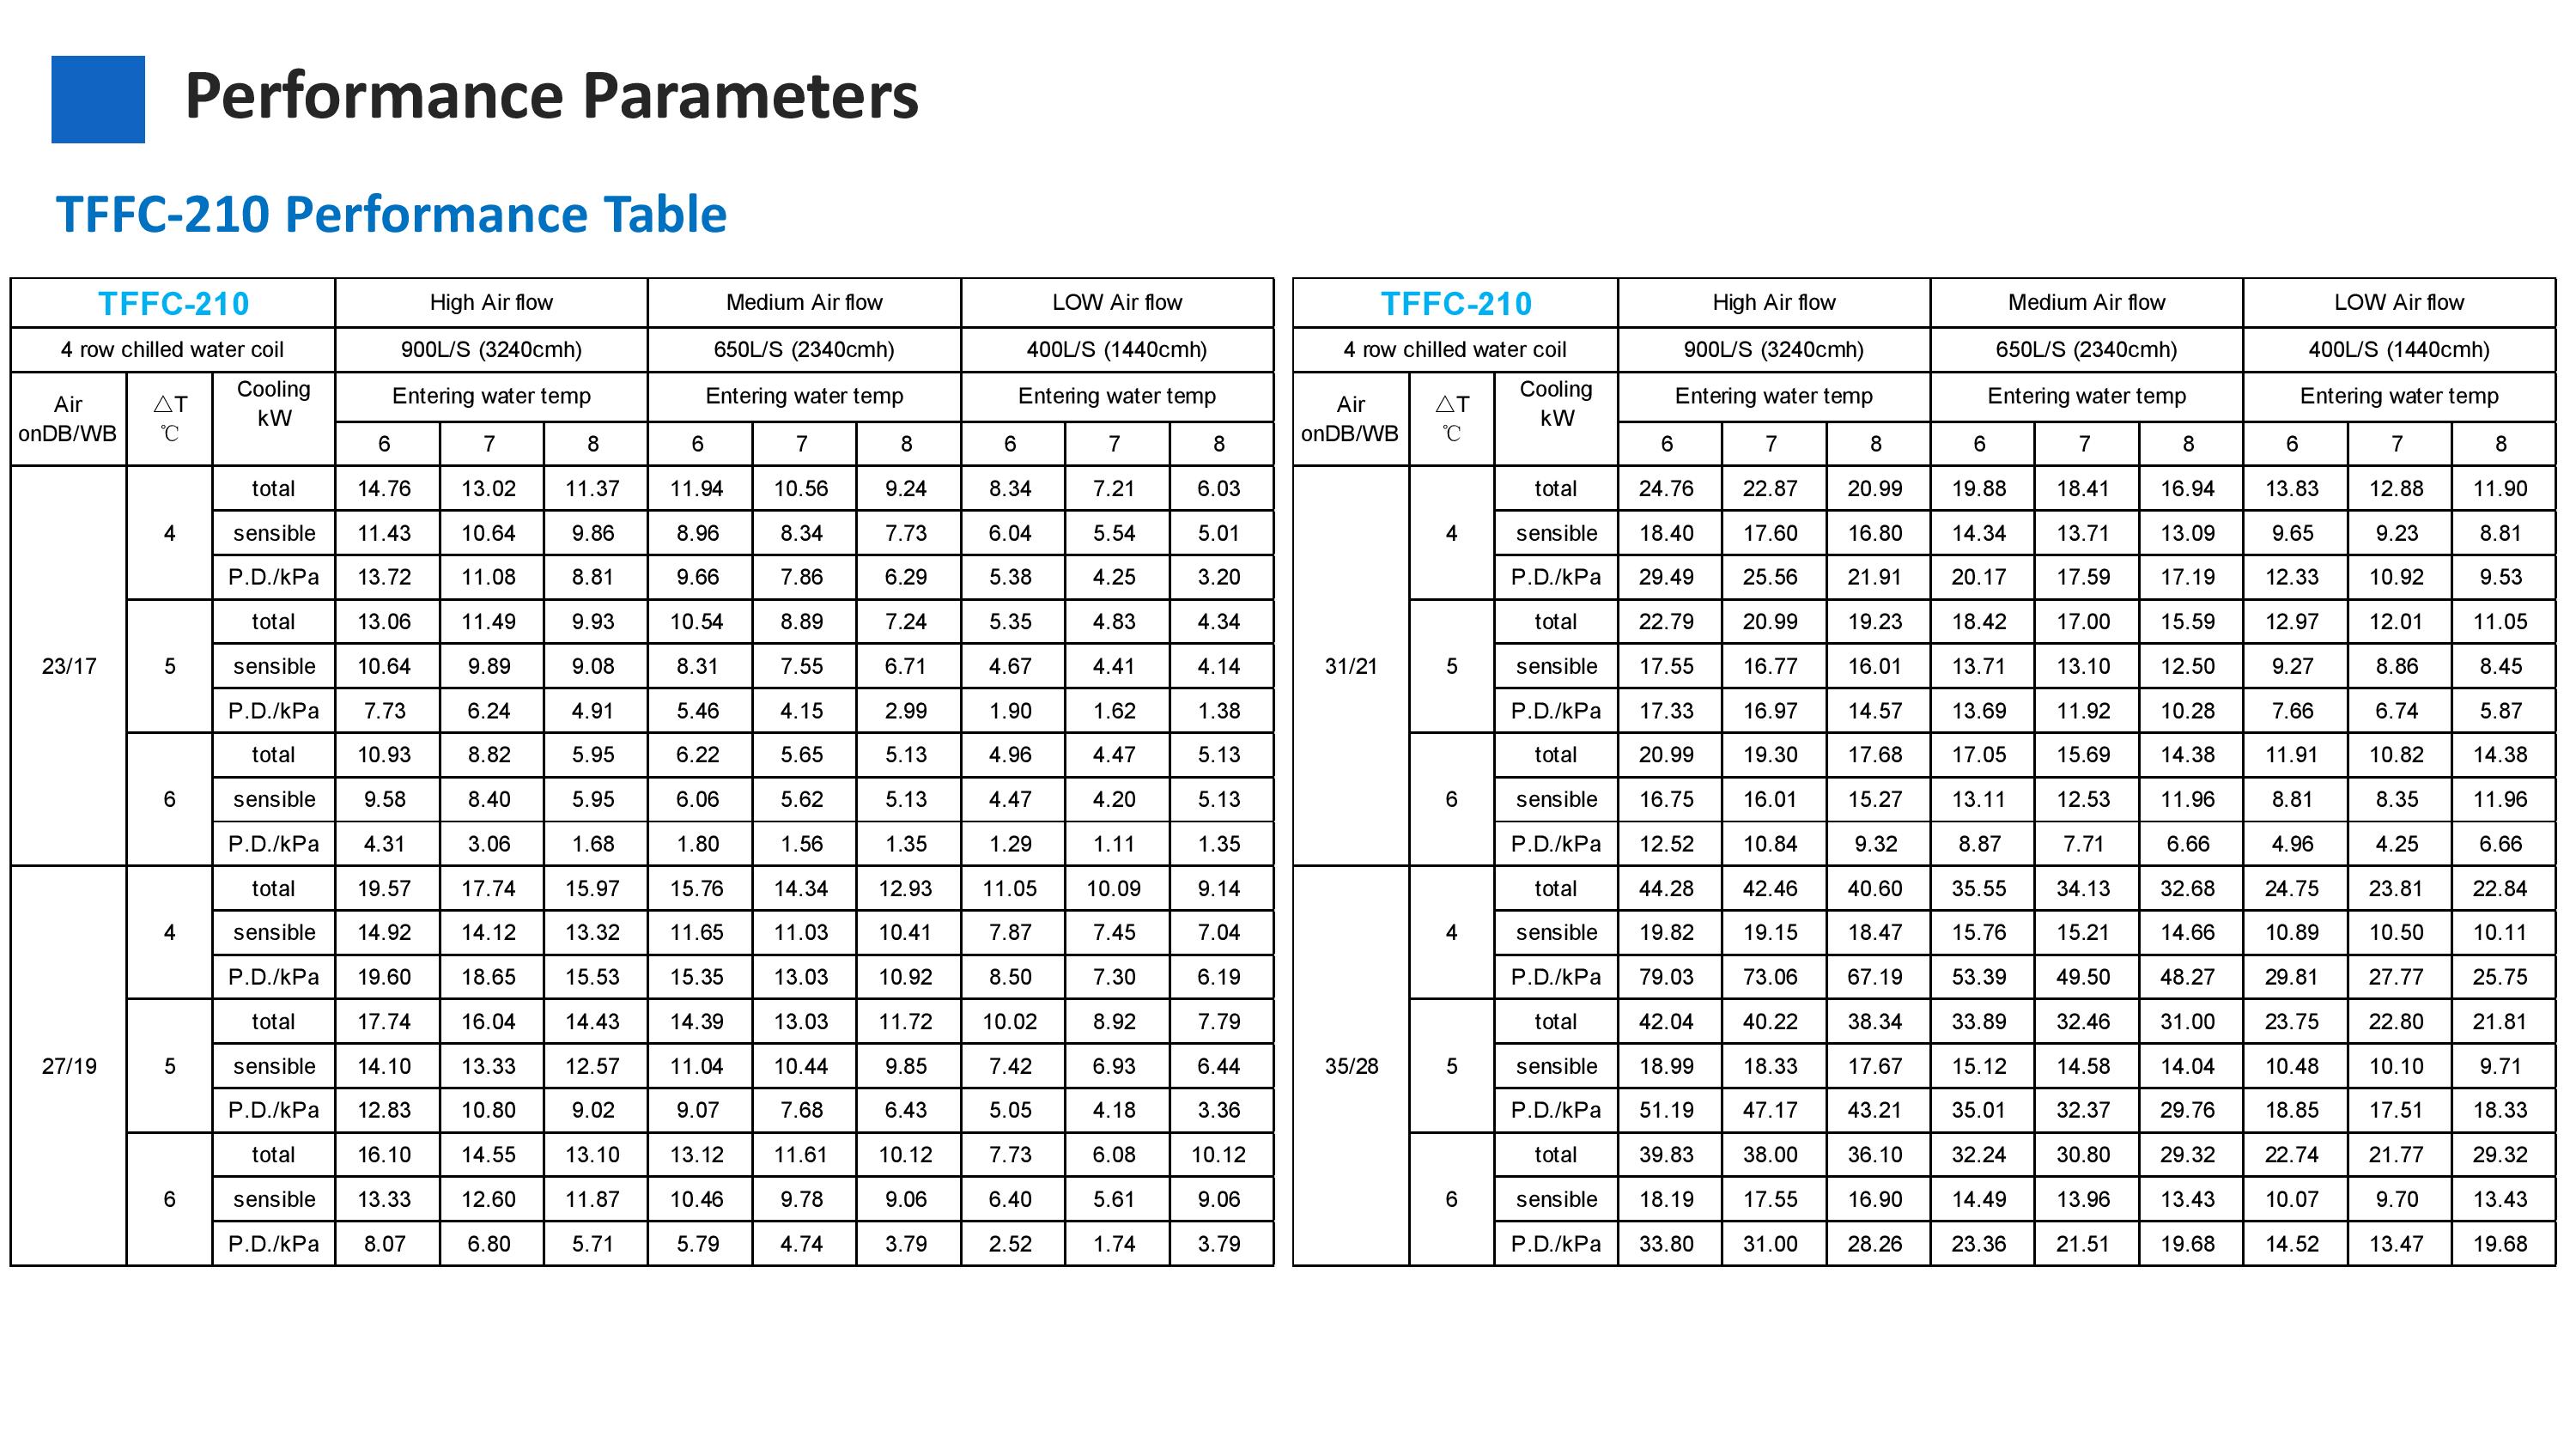 Performance Parameters
TFFC-210 Performance Table
TFFC-210 High Air flow Medium Air flow LOW Air flow
4 row chilled water coil 900L/S (3240cmh) 650L/S (2340cmh) 400L/S (1440cmh)
Air onDB/WB △T ℃ Cooling kW Entering water temp Entering water temp Entering water temp
6 7 8 6 7 8 6 7 8
23/17 4 total 14.76 13.02 11.37 11.94 10.56 9.24 8.34 7.21 6.03
sensible 11.43 10.64 9.86 8.96 8.34 7.73 6.04 5.54 5.01
P.D./kPa 13.72 11.08 8.81 9.66 7.86 6.29 5.38 4.25 3.20
5 total 13.06 11.49 9.93 10.54 8.89 7.24 5.35 4.83 4.34
sensible 10.64 9.89 9.08 8.31 7.55 6.71 4.67 4.41 4.14
P.D./kPa 7.73 6.24 4.91 5.46 4.15 2.99 1.90 1.62 1.38
6 total 10.93 8.82 5.95 6.22 5.65 5.13 4.96 4.47 5.13
sensible 9.58 8.40 5.95 6.06 5.62 5.13 4.47 4.20 5.13
P.D./kPa 4.31 3.06 1.68 1.80 1.56 1.35 1.29 1.11 1.35
27/19 4 total 19.57 17.74 15.97 15.76 14.34 12.93 11.05 10.09 9.14
sensible 14.92 14.12 13.32 11.65 11.03 10.41 7.87 7.45 7.04
P.D./kPa 19.60 18.65 15.53 15.35 13.03 10.92 8.50 7.30 6.19
5 total 17.74 16.04 14.43 14.39 13.03 11.72 10.02 8.92 7.79
sensible 14.10 13.33 12.57 11.04 10.44 9.85 7.42 6.93 6.44
P.D./kPa 12.83 10.80 9.02 9.07 7.68 6.43 5.05 4.18 3.36
6 total 16.10 14.55 13.10 13.12 11.61 10.12 7.73 6.08 10.12
sensible 13.33 12.60 11.87 10.46 9.78 9.06 6.40 5.61 9.06
P.D./kPa 8.07 6.80 5.71 5.79 4.74 3.79 2.52 1.74 3.79
TFFC-210 High Air flow Medium Air flow LOW Air flow
4 row chilled water coil 900L/S (3240cmh) 650L/S (2340cmh) 400L/S (1440cmh)
Air onDB/WB △T ℃ Cooling kW Entering water temp Entering water temp Entering water temp
6 7 8 6 7 8 6 7 8
31/21 4 total 24.76 22.87 20.99 19.88 18.41 16.94 13.83 12.88 11.90
sensible 18.40 17.60 16.80 14.34 13.71 13.09 9.65 9.23 8.81
P.D./kPa 29.49 25.56 21.91 20.17 17.59 17.19 12.33 10.92 9.53
5 total 22.79 20.99 19.23 18.42 17.00 15.59 12.97 12.01 11.05
sensible 17.55 16.77 16.01 13.71 13.10 12.50 9.27 8.86 8.45
P.D./kPa 17.33 16.97 14.57 13.69 11.92 10.28 7.66 6.74 5.87
6 total 20.99 19.30 17.68 17.05 15.69 14.38 11.91 10.82 14.38
sensible 16.75 16.01 15.27 13.11 12.53 11.96 8.81 8.35 11.96
P.D./kPa 12.52 10.84 9.32 8.87 7.71 6.66 4.96 4.25 6.66
35/28 4 total 44.28 42.46 40.60 35.55 34.13 32.68 24.75 23.81 22.84
sensible 19.82 19.15 18.47 15.76 15.21 14.66 10.89 10.50 10.11
P.D./kPa 79.03 73.06 67.19 53.39 49.50 48.27 29.81 27.77 25.75
5 total 42.04 40.22 38.34 33.89 32.46 31.00 23.75 22.80 21.81
sensible 18.99 18.33 17.67 15.12 14.58 14.04 10.48 10.10 9.71
P.D./kPa 51.19 47.17 43.21 35.01 32.37 29.76 18.85 17.51 18.33
6 total 39.83 38.00 36.10 32.24 30.80 29.32 22.74 21.77 29.32
sensible 18.19 17.55 16.90 14.49 13.96 13.43 10.07 9.70 13.43
P.D./kPa 33.80 31.00 28.26 23.36 21.51 19.68 14.52 13.47 19.68